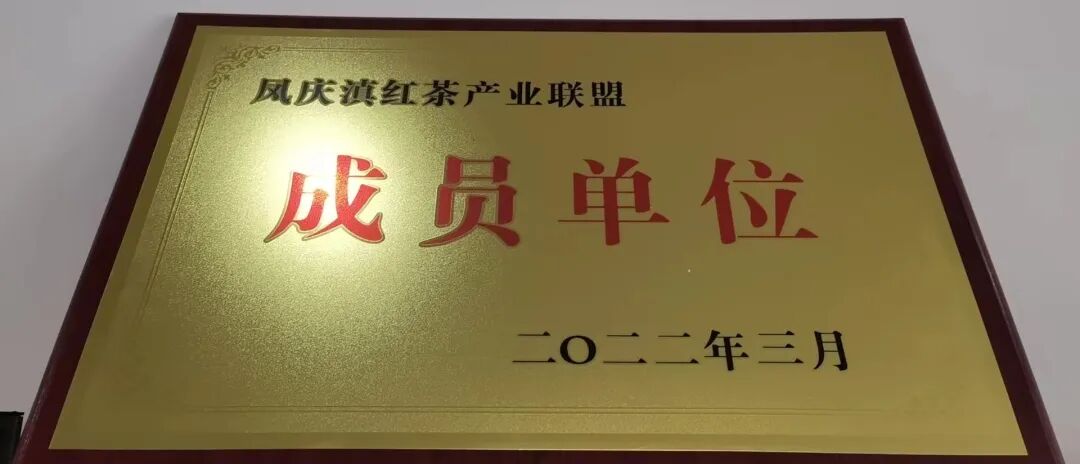 凤庆滇红茶产业联盟
成员单位
二〇二二年三月